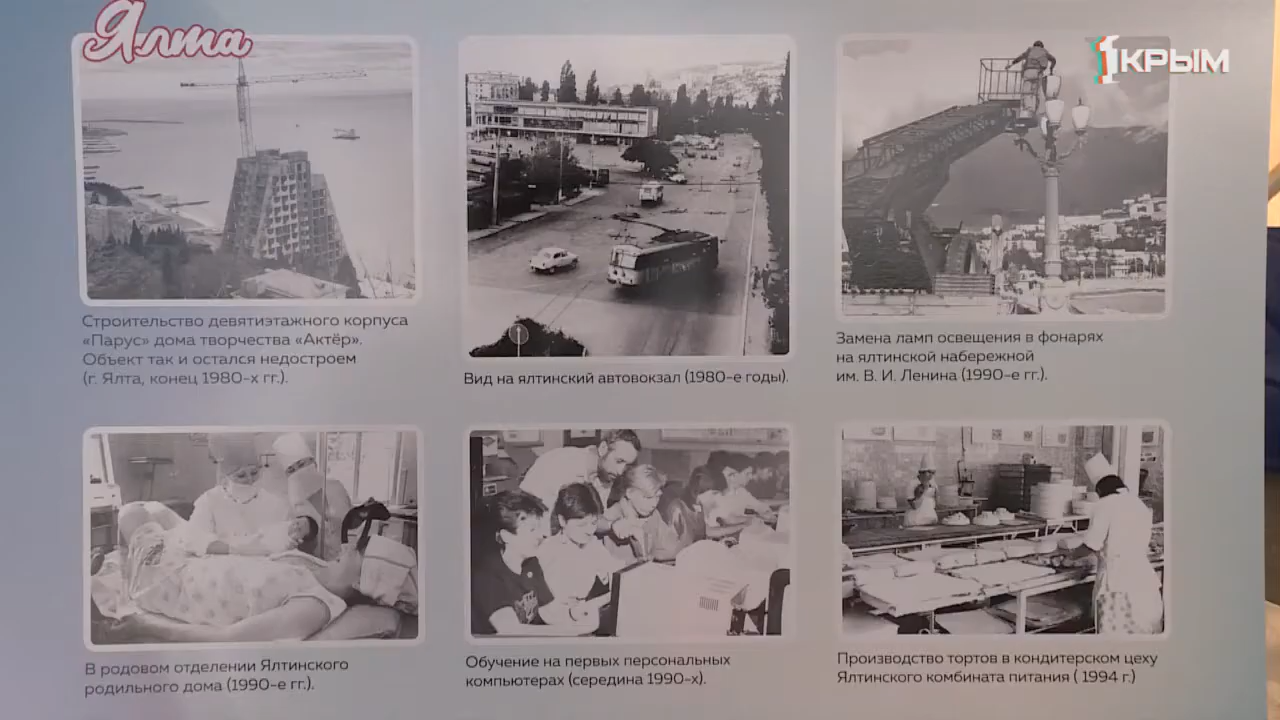 Ялта
1КРЫМ
Строительство девятиэтажного корпуса
«Парус» дома творчества «Актёр».
Объект так и остался недостроем
(г. Ялта, конец 1980-х гг.).
Вид на ялтинский автовокзал (1980-е годы).
Замена ламп освещения в фонарях
на ялтинской набережной
им. В. И. Ленина (1990-е гг.).
В родовом отделении Ялтинского
родильного дома (1990-е гг.).
Обучение на первых персональных
компьютерах (середина 1990-х).
Производство тортов в кондитерском цеху
Ялтинского комбината питания ( 1994 г.)